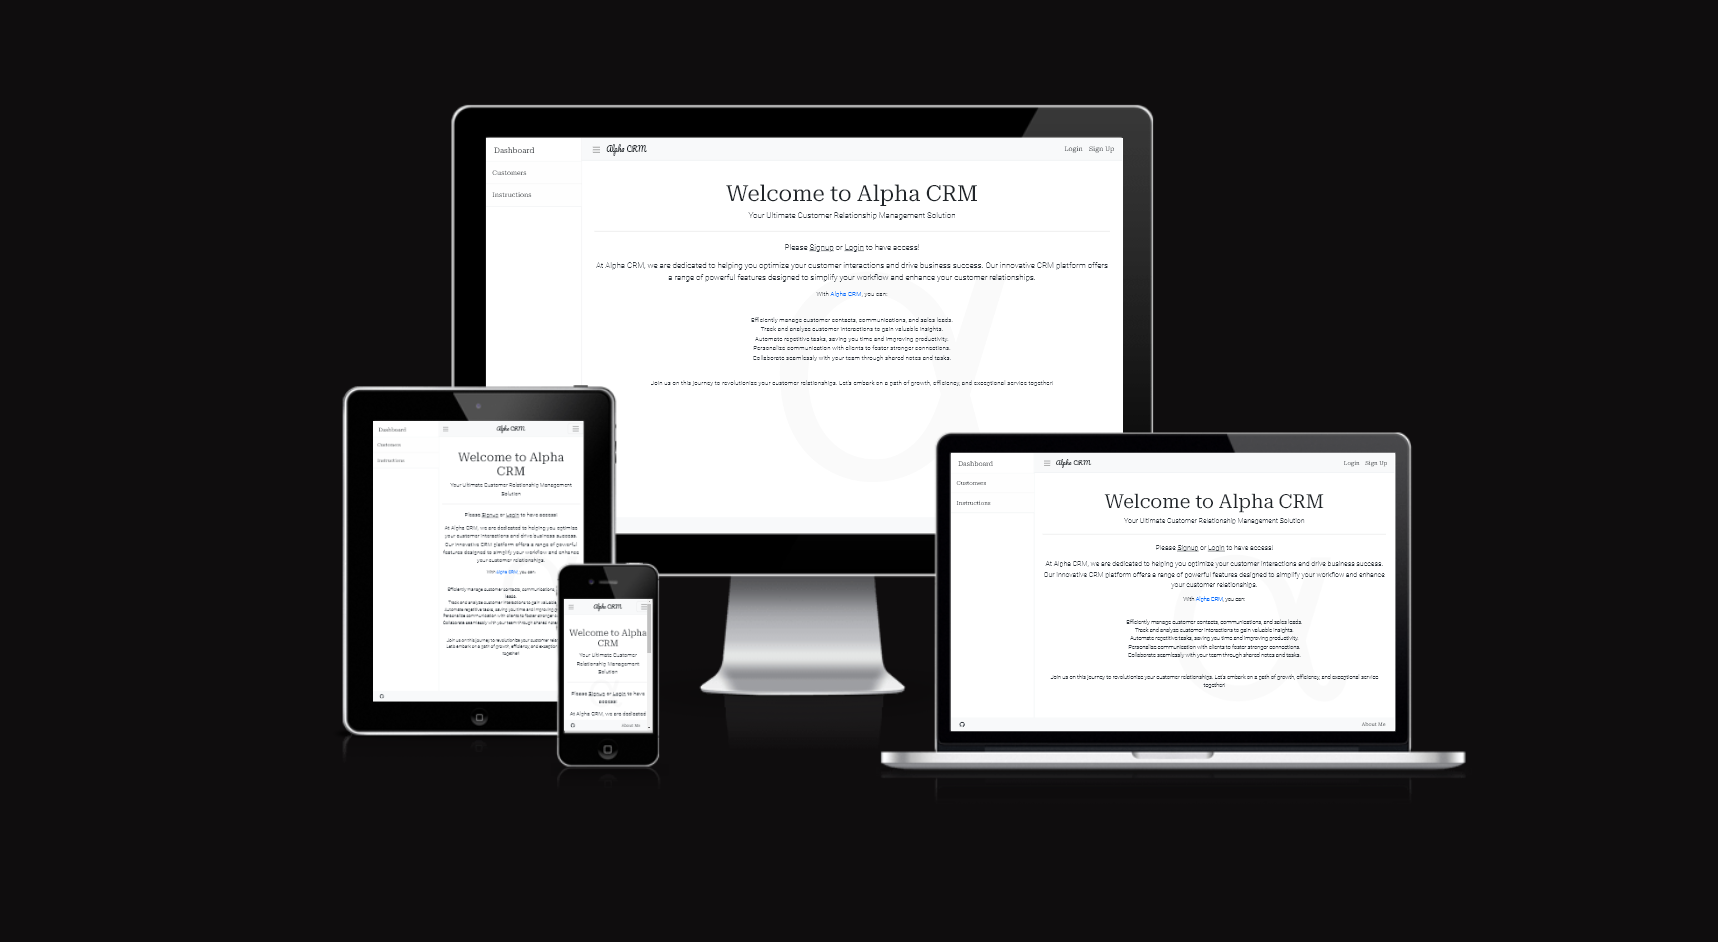 Dashboard
Customers
Instructions
Alpha CRM
Login Sign Up
Welcome to Alpha CRM
Your Ultimate Customer Relationship Management Solution
Please Signup or Login to have access!
At Alpha CRM, we are dedicated to helping you optimize your customer interactions and drive business success. Our innovative CRM platform offers
a range of powerful features designed to simplify your workflow and enhance your customer relationships.
With Alpha CRM, you can:
Efficiently manage customer contacts, communications, and sales leads.
Track and analyze customer interactions to gain valuable insights.
Automate repetitive tasks, saving you time and improving productivity.
Personalise communication with clients to foster stronger connections.
Collaborate seamlessly with your team through shared notes and tasks.
Join us on this journey to revolutionise your customer relationships. Let's embark on a path of growth, efficiency, and exceptional service together!
Dashboard
Customers
Instructions
Alpha CRM
Welcome to Alpha
CRM
Your Ultimate Customer Relationship Management
Solution
Please Signup or Login to have access!
At Alpha CRM, we are dedicated to helping you optimize
your customer interactions and drive business success.
Our innovative CRM platform offers a range of powerful
features designed to simplify your workflow and enhance
your customer relationships.
With Alpha CRM, you can:
Efficiently manage customer contacts, communications,
leads.
Track and analyze customer interactions to gain valuable
Automate repetitive tasks, saving you time and improving
Personalise communication with clients to foster stronger
Collaborate seamlessly with your team through shared
Join us on this journey to revolutionize your customer
Let's embark on a path of growth, efficiency and
together!
Alpha CRM
Welcome to Alpha
CRM
Your Ultimate Customer
Relationship Management
Solution
Please Signup or Login to have
access!
At Alpha CRM, we are dedicated
About Me
Dashboard
Customers
Instructions
Alpha CRM
Login Sign Up
Welcome to Alpha CRM
Your Ultimate Customer Relationship Management Solution
Please Signup or Login to have access!
At Alpha CRM, we are dedicated to helping you optimize your customer interactions and drive business success.
Our innovative CRM platform offers a range of powerful features designed to simplify your workflow and enhance
your customer relationships.
With Alpha CRM, you can:
Efficiently manage customer contacts, communications, and sales leads.
Track and analyze customer interactions to gain valuable insights.
Automate repetitive tasks, saving you time and improving productivity.
Personalise communication with clients to foster stronger connections.
Collaborate seamlessly with your team through shared notes and tasks.
Join us on this journey to revolutionise your customer relationships. Let's embark on a path of growth, efficiency, and exceptional service
together!
About Me